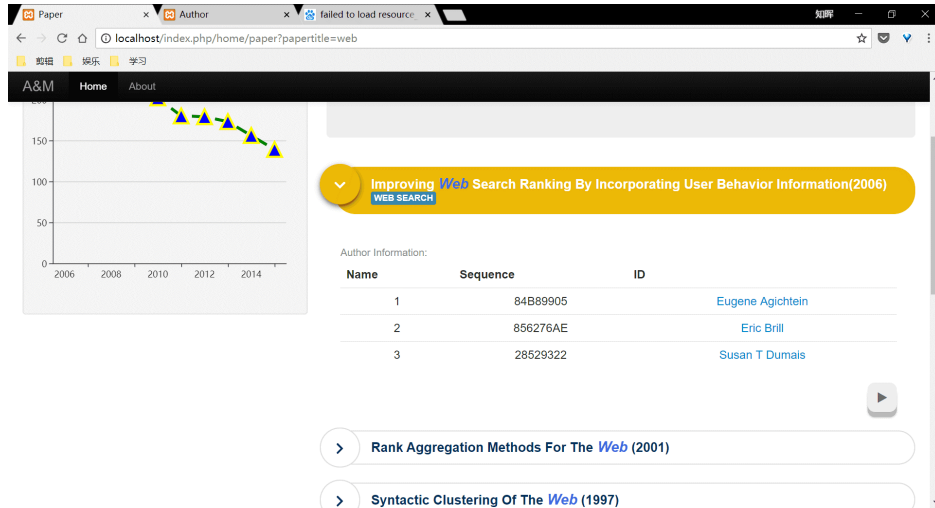 Paper
Author
failed to load resource
知晖
localhost/index.php/home/paper?papertitle=web
剪辑 娱乐 学习
A&M Home About
200
150
100
50
0
2006 2008 2010 2012 2014
Improving Web Search Ranking By Incorporating User Behavior Information(2006)
WEB SEARCH
Author Information:
Name Sequence ID
1 84B89905 Eugene Agichtein
2 856276AE Eric Brill
3 28529322 Susan T Dumais
Rank Aggregation Methods For The Web (2001)
Syntactic Clustering Of The Web (1997)